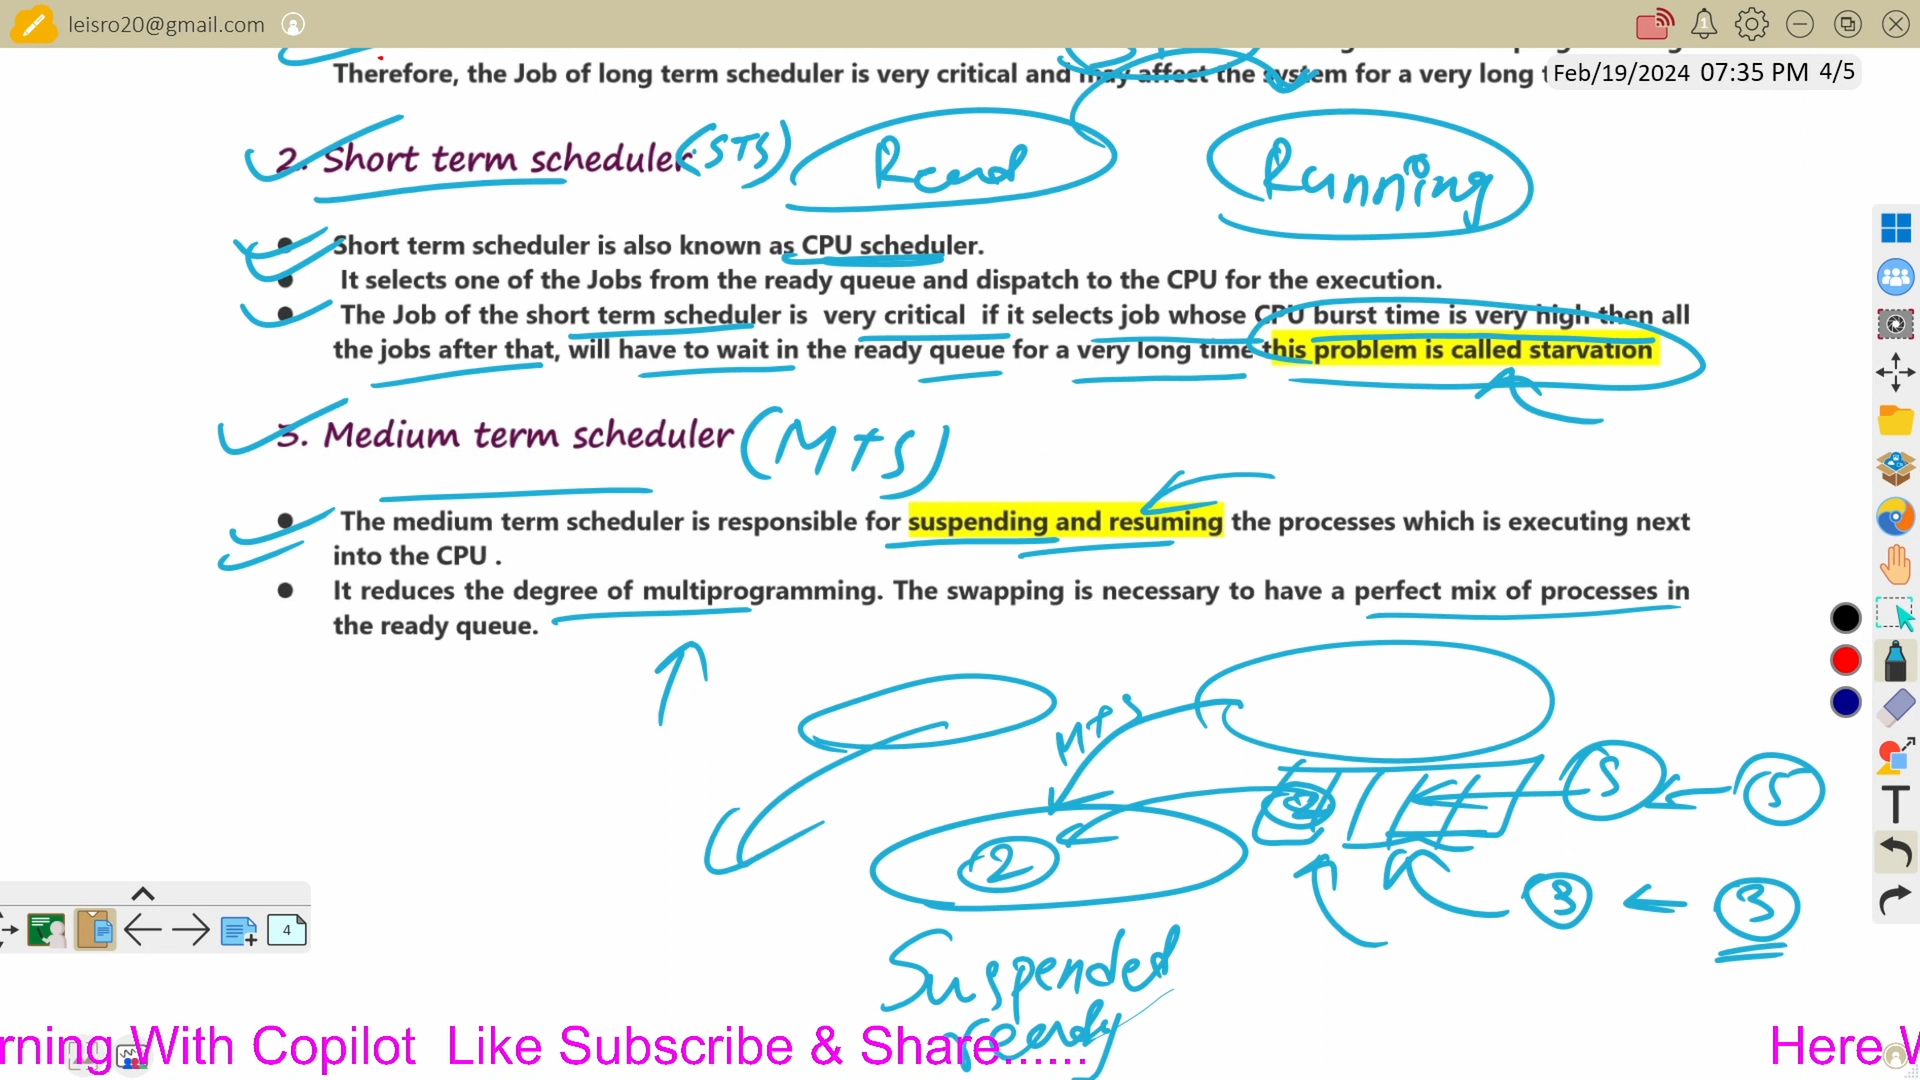 leisro20@gmail.com
Therefore, the Job of long term scheduler is very critical and may affect the system for a very long t
Feb/19/2024 07:35 PM 4/5
2. Short term scheduler (STS) Read Running
Short term scheduler is also known as CPU scheduler.
It selects one of the Jobs from the ready queue and dispatch to the CPU for the execution.
The Job of the short term scheduler is very critical if it selects job whose CPU burst time is very high then all
the jobs after that, will have to wait in the ready queue for a very long time this problem is called starvation
3. Medium term scheduler (MTS)
The medium term scheduler is responsible for suspending and resuming the processes which is executing next
into the CPU .
It reduces the degree of multiprogramming. The swapping is necessary to have a perfect mix of processes in
the ready queue.
MTS
5 5
2
3 3
Suspended
ready
4
rning With Copilot Like Subscribe & Share...... Here W